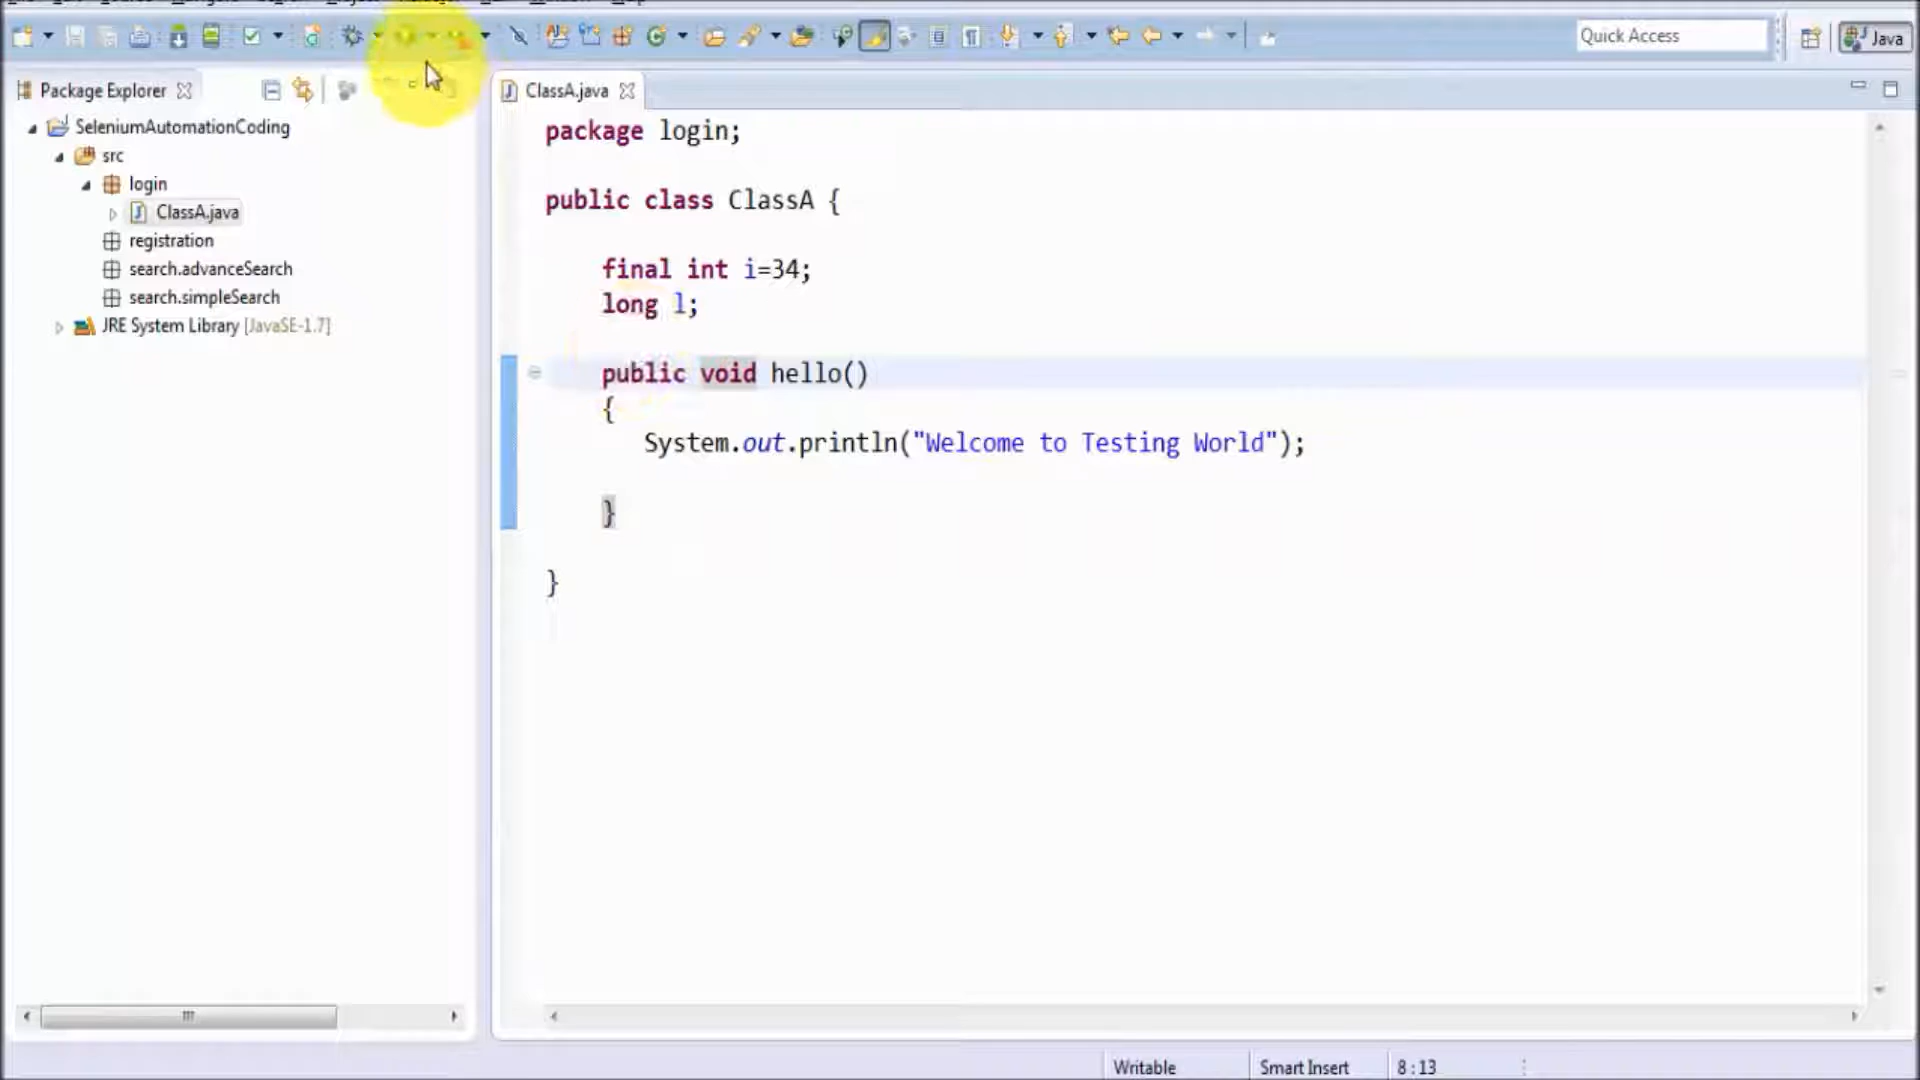 Quick Access
Java
Package Explorer
SeleniumAutomationCoding
src
login
ClassA.java
registration
search.advanceSearch
search.simpleSearch
JRE System Library [JavaSE-1.7]
ClassA.java
package login;
public class ClassA {
final int i=34;
long l;
public void hello()
{
System.out.println("Welcome to Testing World");
}
}
Writable
Smart Insert
8 : 13